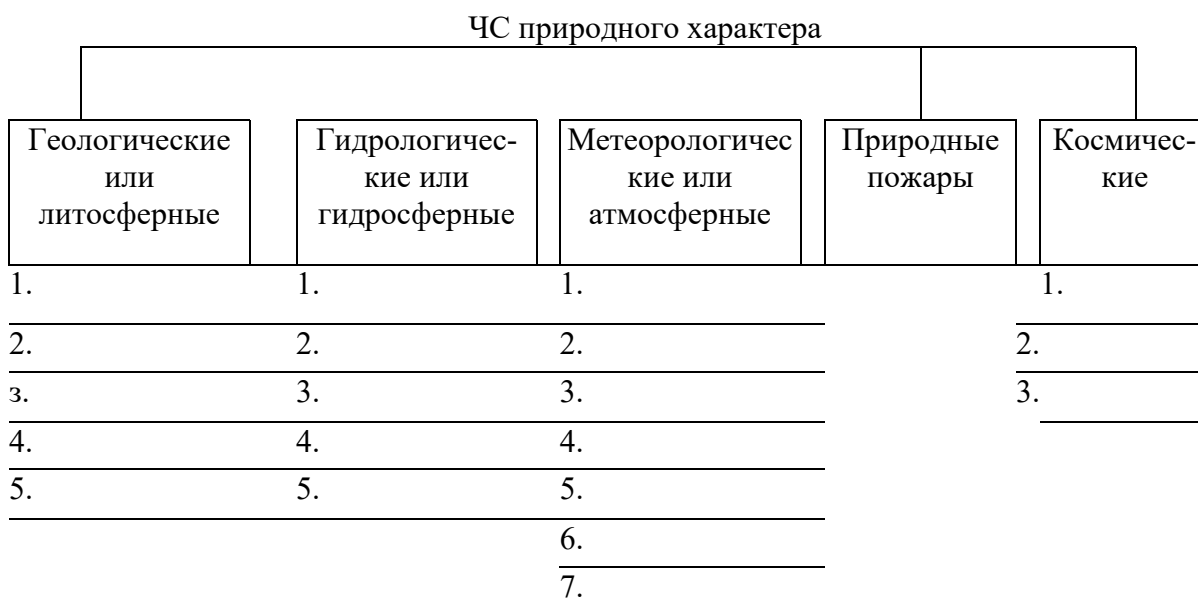 ЧС природного характера
Геологические
или
литосферные
Гидрологичес-
кие или
гидросферные
Метеорологичес
кие или
атмосферные
Природные
пожары
Космичес-
кие
1. 1. 1. 1.
2. 2. 2. 2.
з. 3. 3. 3.
4. 4. 4.
5. 5. 5.
6.
7.